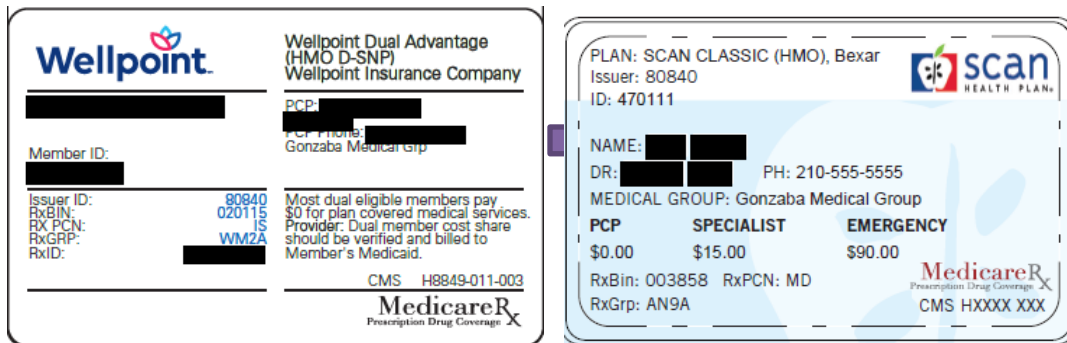 Wellpoint
Wellpoint Dual Advantage
(HMO D-SNP)
Wellpoint Insurance Company
PCP:
PCP Phone:
Gonzaba Medical Grp
Member ID:
Issuer ID: 80840
RxBIN: 020115
RX PCN: IS
RxGRP: WM2A
RxID:
Most dual eligible members pay
$0 for plan covered medical services.
Provider: Dual member cost share
should be verified and billed to
Member's Medicaid.
CMS H8849-011-003
MedicareRx
Prescription Drug Coverage
PLAN: SCAN CLASSIC (HMO), Bexar
Issuer: 80840
ID: 470111
scan
HEALTH PLAN.
NAME:
DR: PH: 210-555-5555
MEDICAL GROUP: Gonzaba Medical Group
PCP SPECIALIST EMERGENCY
$0.00 $15.00 $90.00
RxBin: 003858 RxPCN: MD
RxGrp: AN9A
MedicareRx
Prescription Drug Coverage
CMS HXXXX XXX